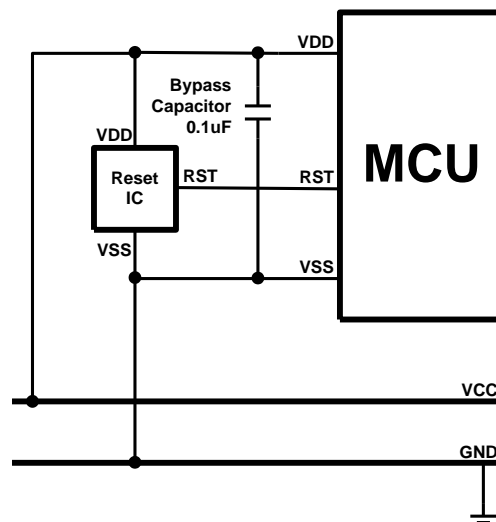 VDD
Bypass
Capacitor
0.1uF
VDD
Reset
IC
RST
RST
MCU
VSS
VSS
VCC
GND